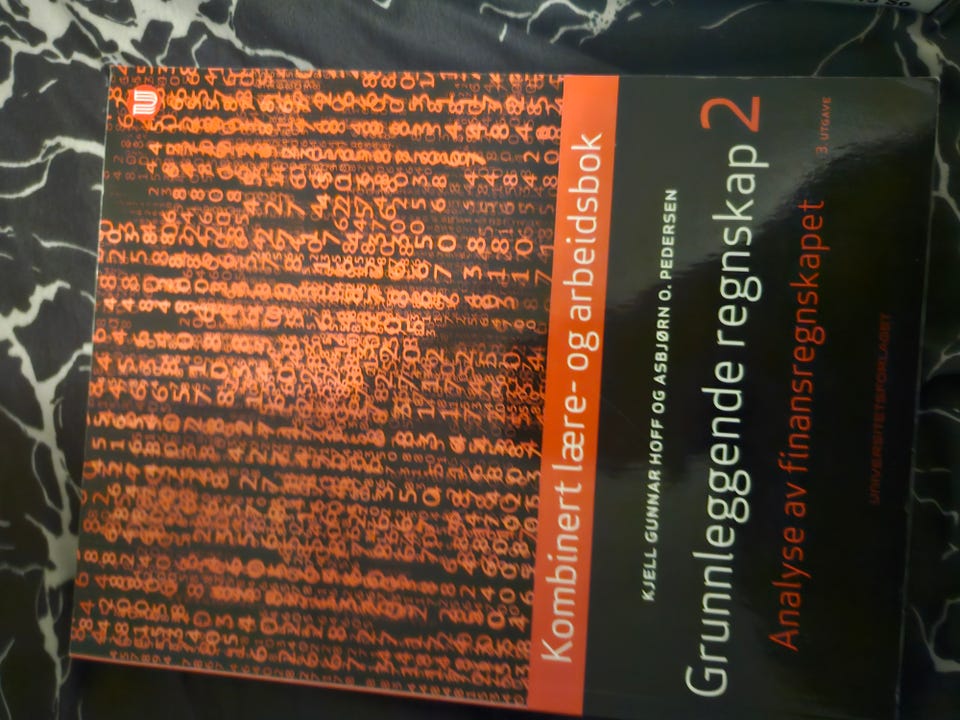 Kombinert lære- og arbeidsbok
KJELL GUNNAR HOFF OG ASBJØRN O. PEDERSEN
Grunnleggende regnskap 2
3. UTGAVE
Analyse av finansregnskapet
UNIVERSITETSFORLAGET